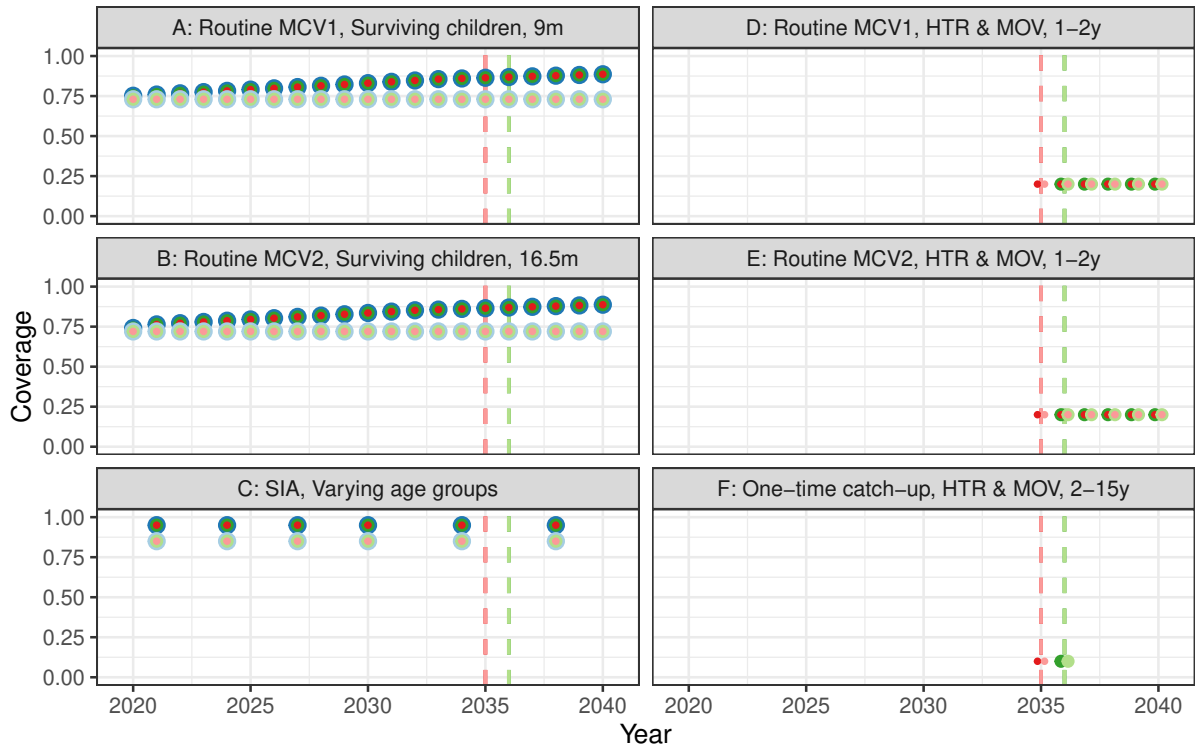 A: Routine MCV1, Surviving children, 9m
D: Routine MCV1, HTR & MOV, 1−2y
1.00
0.75
0.50
0.25
0.00
B: Routine MCV2, Surviving children, 16.5m
E: Routine MCV2, HTR & MOV, 1−2y
1.00
0.75
0.50
0.25
0.00
Coverage
C: SIA, Varying age groups
F: One−time catch−up, HTR & MOV, 2−15y
1.00
0.75
0.50
0.25
0.00
2020 2025 2030 2035 2040 2020 2025 2030 2035 2040
Year